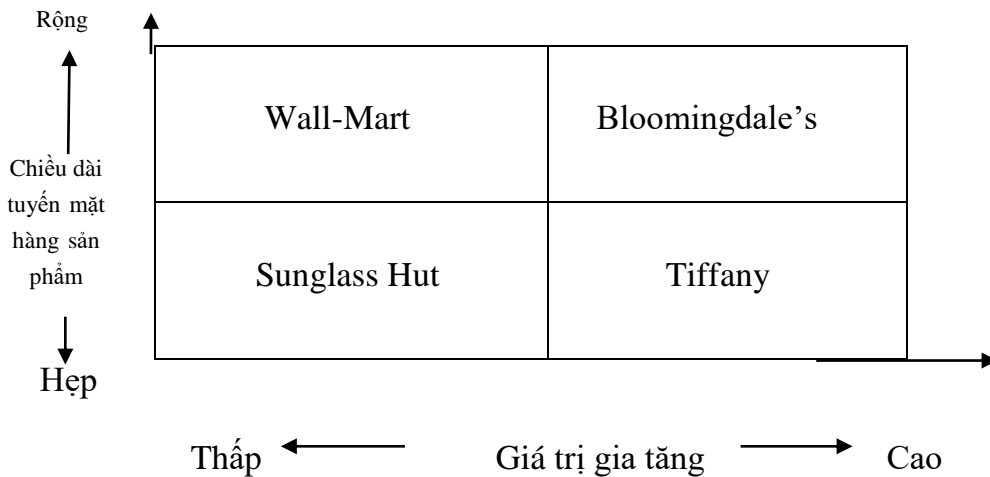 Rộng
Wall-Mart
Bloomingdale’s
Chiều dài
tuyến mặt
hàng sản
phẩm
Sunglass Hut
Tiffany
Hẹp
Thấp
Giá trị gia tăng
Cao